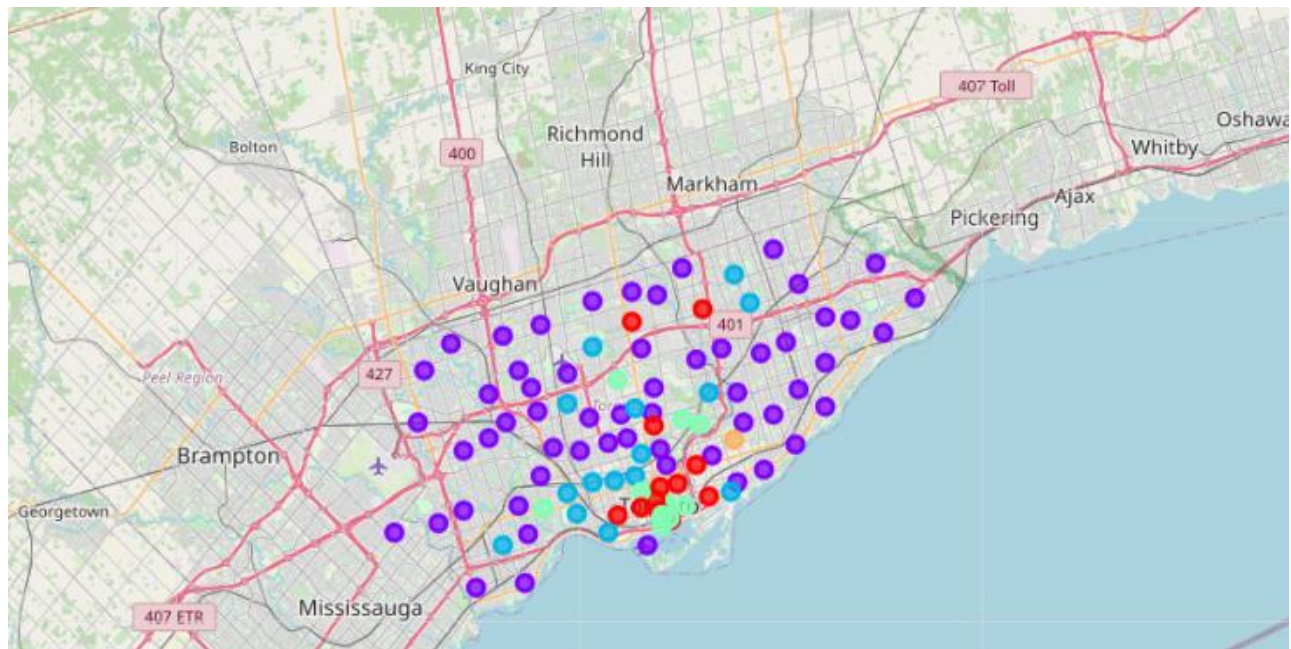 King City
407 Toll
Oshawa
Richmond
Hill
Bolton
400
Whitby
Markham
Ajax
Pickering
Vaughan
401
427
Peel Region
Brampton
Georgetown
407 ETR
Mississauga